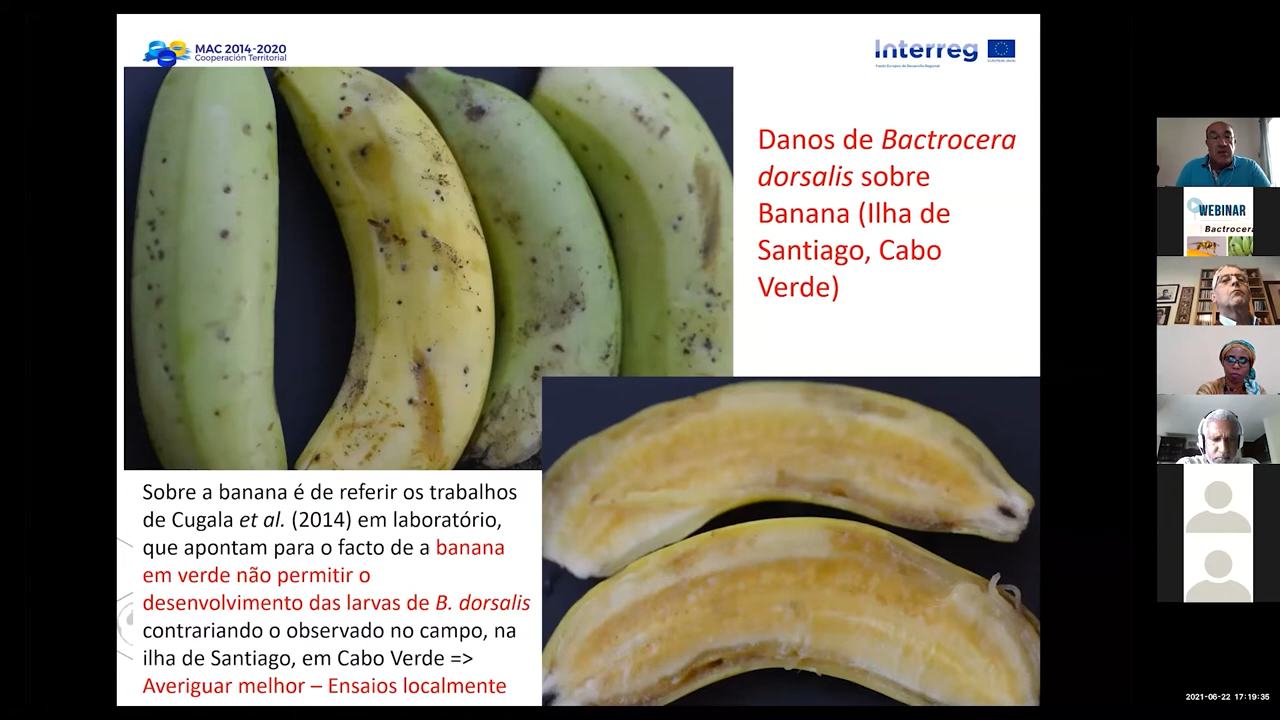 MAC 2014-2020
Cooperación Territorial
Interreg
Fondo Europeo de Desarrollo Regional
Danos de Bactrocera
dorsalis sobre
Banana (Ilha de
Santiago, Cabo
Verde)
Sobre a banana é de referir os trabalhos
de Cugala et al. (2014) em laboratório,
que apontam para o facto de a banana
em verde não permitir o
desenvolvimento das larvas de B. dorsalis
contrariando o observado no campo, na
ilha de Santiago, em Cabo Verde =>
Averiguar melhor – Ensaios localmente
WEBINAR
Bactrocera
2021-06-22 17:19:35